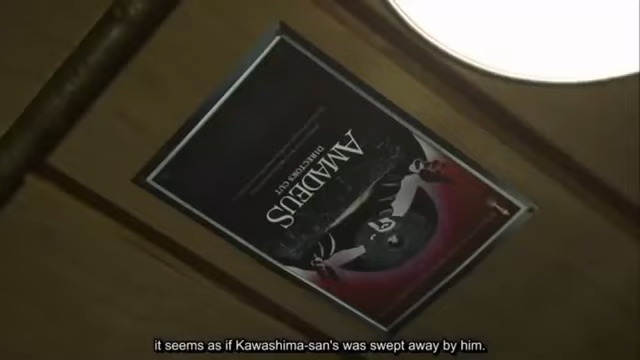 AMADEUS
DIRECTOR'S CUT
it seems as if Kawashima-san's was swept away by him.